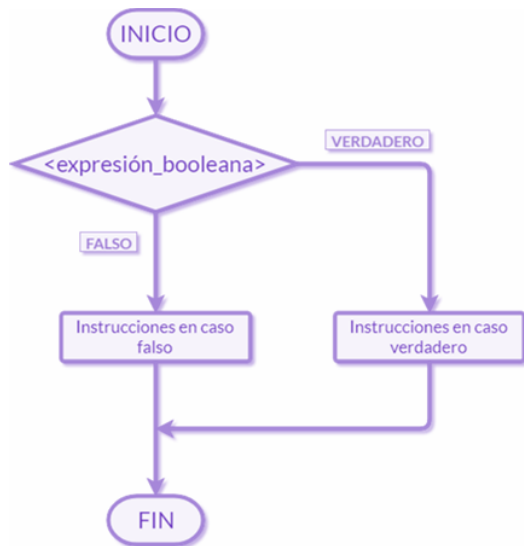 INICIO
<expresión_booleana>
VERDADERO
FALSO
Instrucciones en caso
falso
Instrucciones en caso
verdadero
FIN